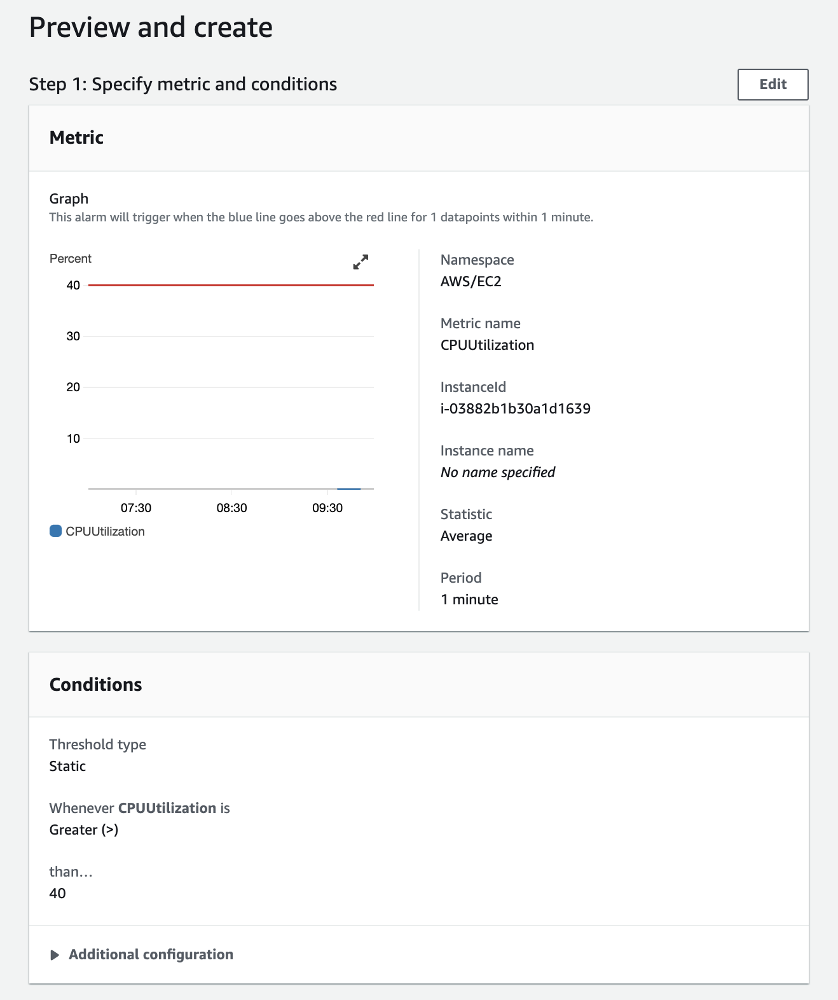 Preview and create
Step 1: Specify metric and conditions
Edit
Metric
Graph
This alarm will trigger when the blue line goes above the red line for 1 datapoints within 1 minute.
Percent
40
30
20
10
07:30 08:30 09:30
CPUUtilization
Namespace
AWS/EC2
Metric name
CPUUtilization
InstanceId
i-03882b1b30a1d1639
Instance name
No name specified
Statistic
Average
Period
1 minute
Conditions
Threshold type
Static
Whenever CPUUtilization is
Greater (>)
than...
40
Additional configuration